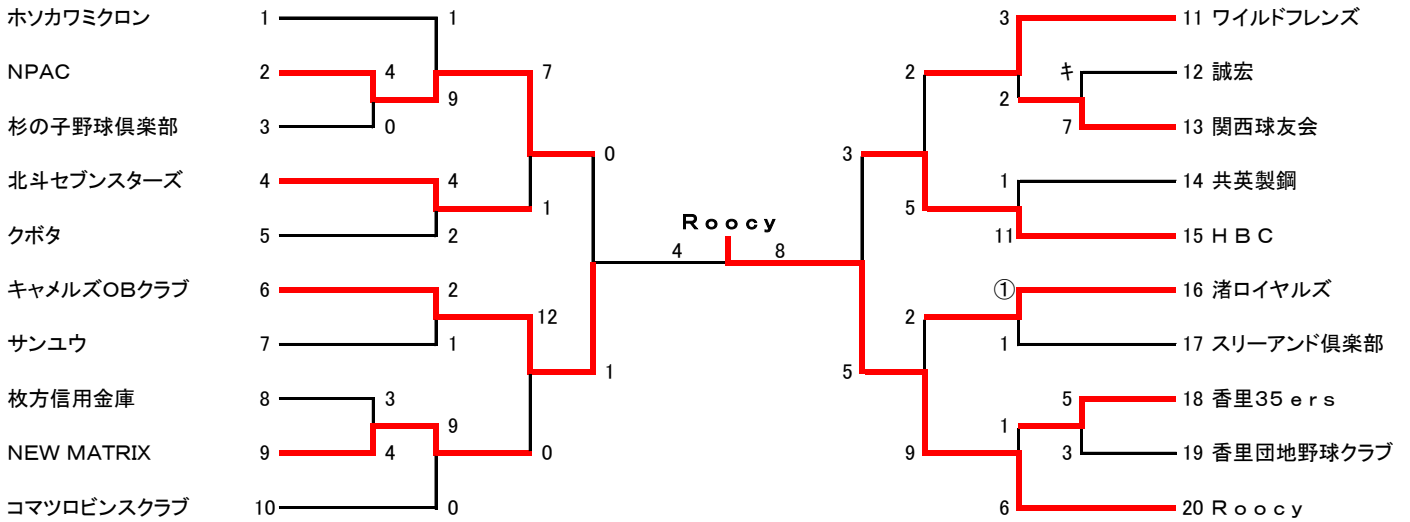 ホソカワミクロン 1 1 3 11 ワイルドフレンズ
NPAC 2 4 7 2 キ 12 誠宏
9 2
杉の子野球倶楽部 3 0 7 13 関西球友会
0 3
北斗セブンスターズ 4 4 1 14 共英製鋼
1 5
Roocy
クボタ 5 2 11 15 HBC
4 8
キャメルズOBクラブ 6 2 ① 16 渚ロイヤルズ
12 2
サンユウ 7 1 1 17 スリーアンド倶楽部
1 5
枚方信用金庫 8 3 5 18 香里35ers
9 1
NEW MATRIX 9 4 0 9 3 19 香里団地野球クラブ
コマツロビンスクラブ 10 0 6 20 Roocy